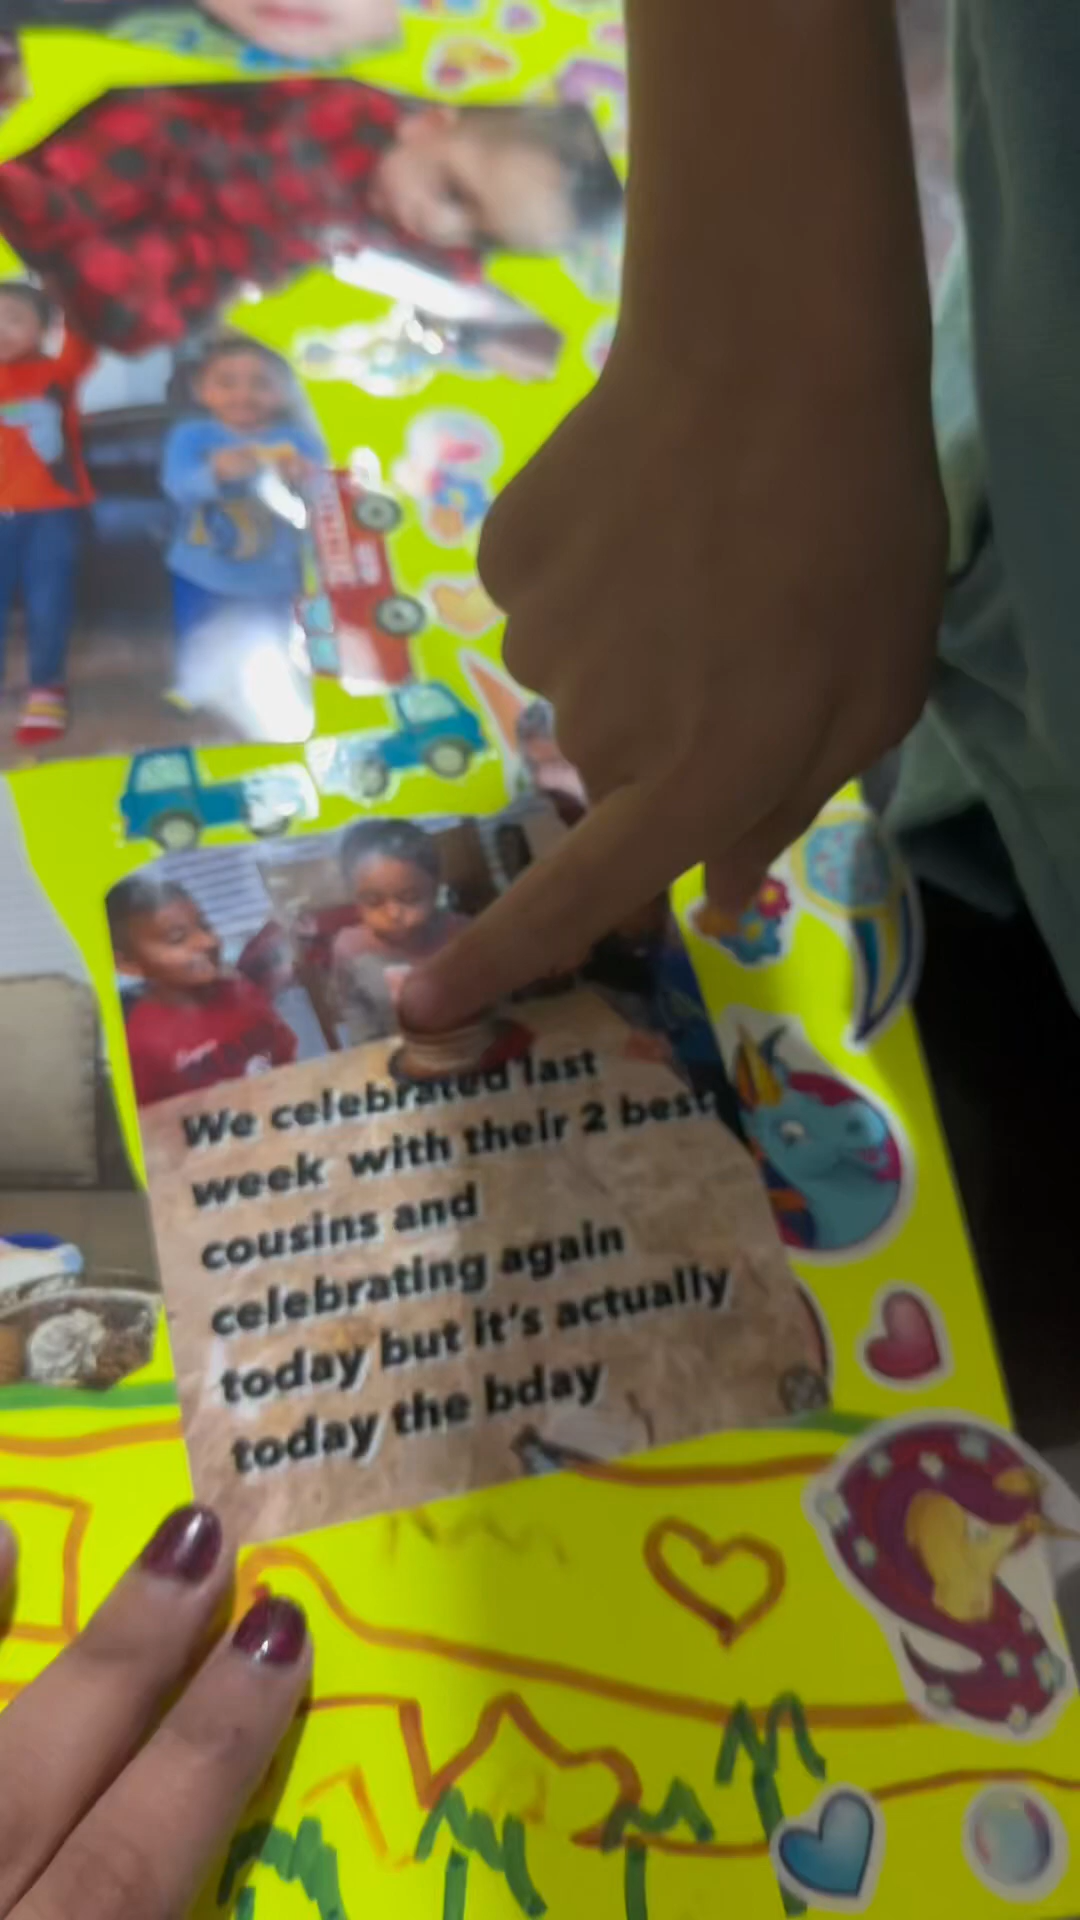 We celebrated last
week with their 2 best
cousins and
celebrating again
today but it's actually
today the bday